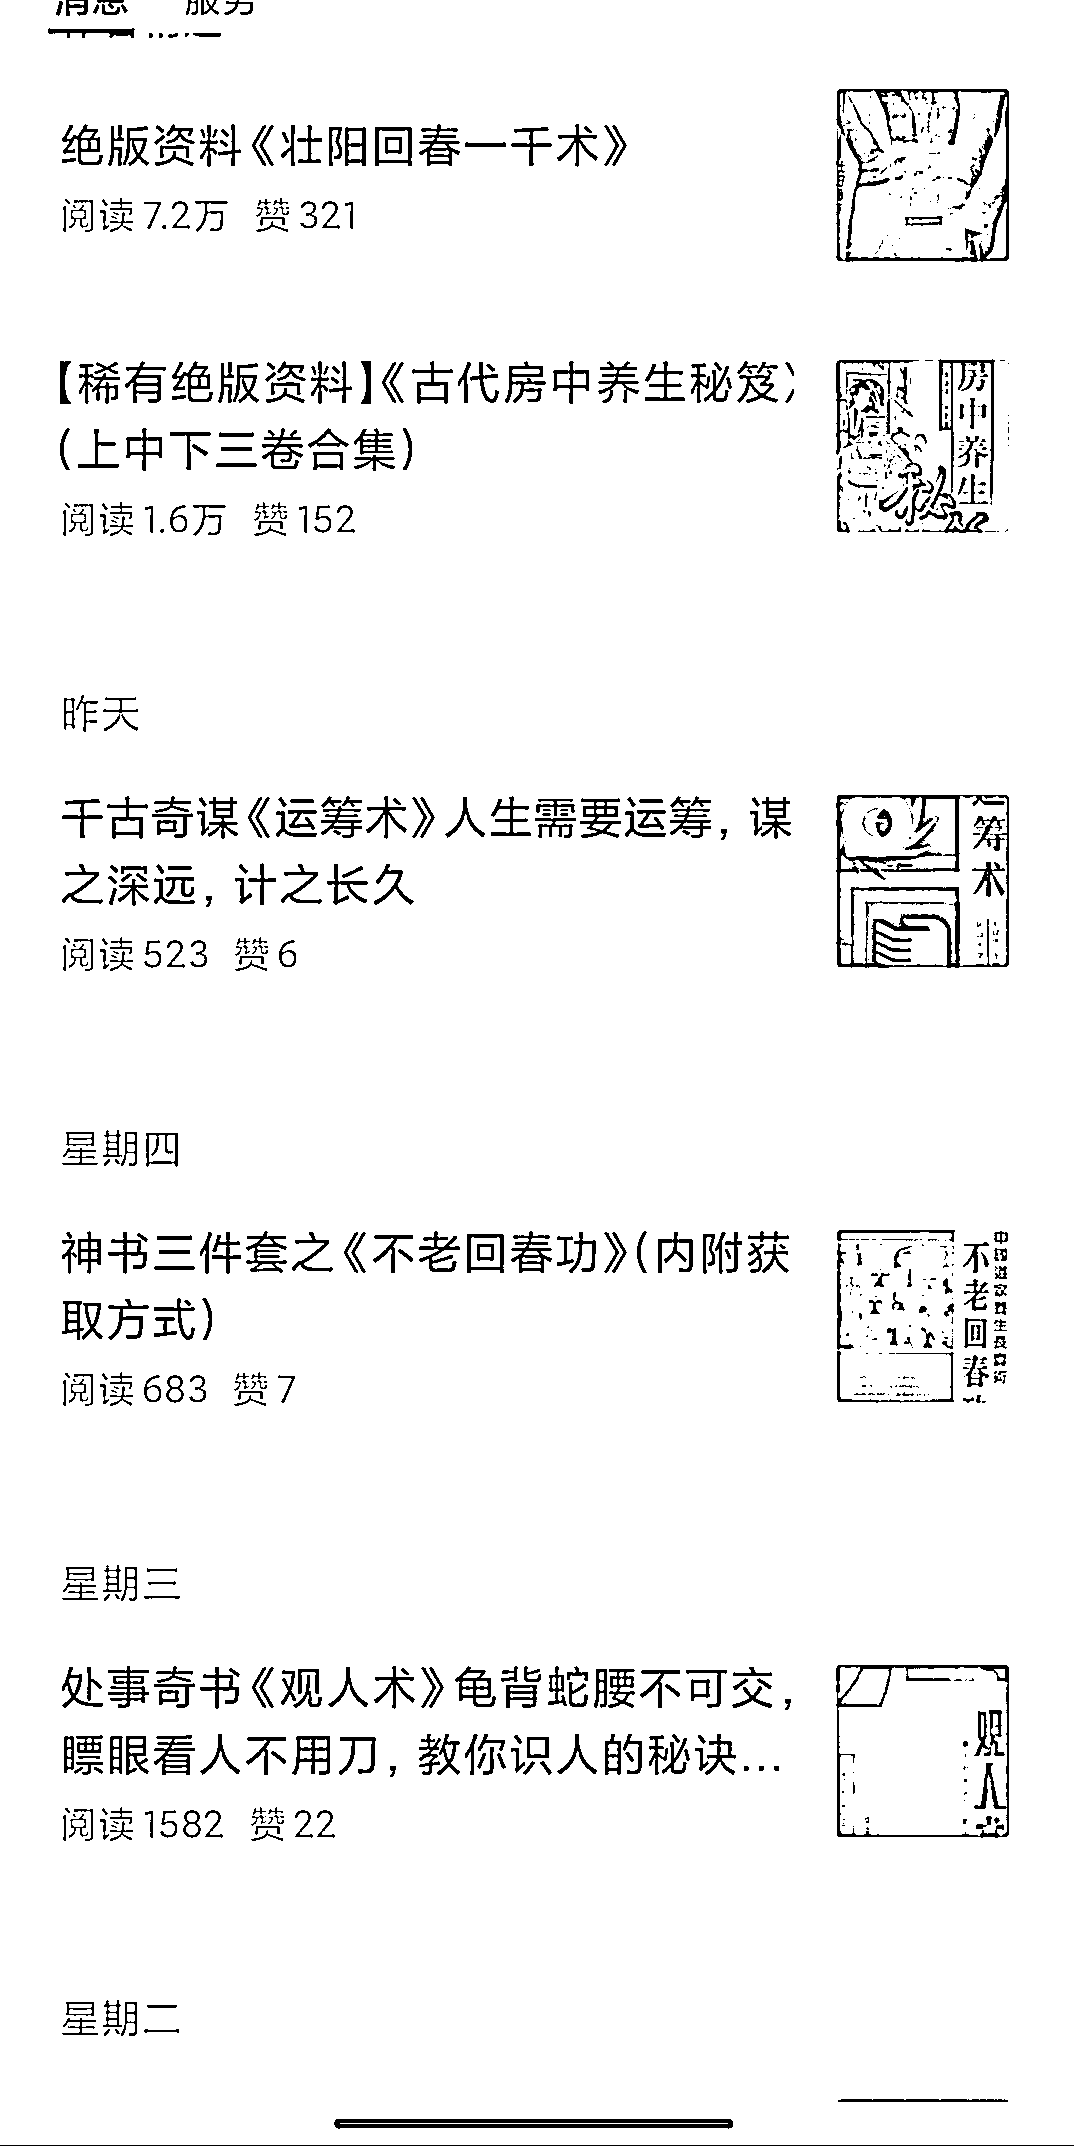 消息 服务
绝版资料《壮阳回春一千术》
阅读 7.2万 赞 321
【稀有绝版资料】《古代房中养生秘笈》
（上中下三卷合集）
阅读 1.6万 赞 152
房中养生
秘
昨天
千古奇谋《运筹术》人生需要运筹，谋
之深远，计之长久
阅读 523 赞 6
筹术
星期四
神书三件套之《不老回春功》（内附获
取方式）
阅读 683 赞 7
不老回春
星期三
处事奇书《观人术》龟背蛇腰不可交，
瞟眼看人不用刀，教你识人的秘诀...
阅读 1582 赞 22
观人
星期二